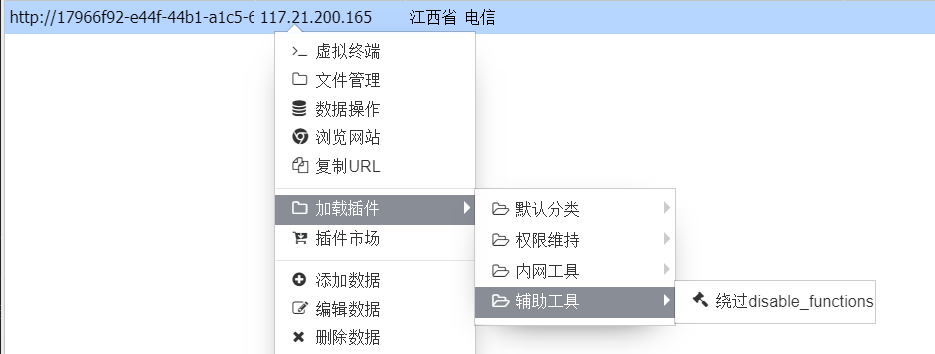 http://17966f92-e44f-44b1-a1c5-6 117.21.200.165 江西省 电信
虚拟终端
文件管理
数据操作
浏览网站
复制URL
加载插件
插件市场
添加数据
编辑数据
删除数据
默认分类
权限维持
内网工具
辅助工具
绕过disable_functions